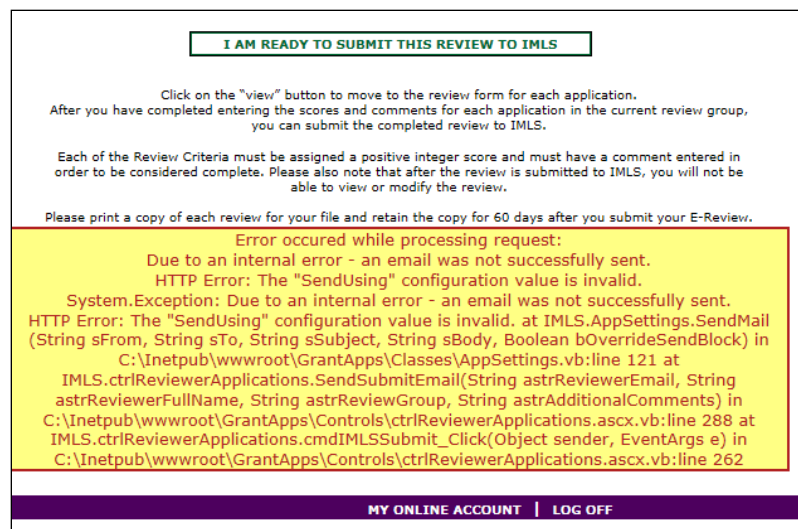 I AM READY TO SUBMIT THIS REVIEW TO IMLS
Click on the "view" button to move to the review form for each application.
After you have completed entering the scores and comments for each application in the current review group,
you can submit the completed review to IMLS.
Each of the Review Criteria must be assigned a positive integer score and must have a comment entered in
order to be considered complete. Please also note that after the review is submitted to IMLS, you will not be
able to view or modify the review.
Please print a copy of each review for your file and retain the copy for 60 days after you submit your E-Review.
Error occured while processing request:
Due to an internal error - an email was not successfully sent.
HTTP Error: The "SendUsing" configuration value is invalid.
System.Exception: Due to an internal error - an email was not successfully sent.
HTTP Error: The "SendUsing" configuration value is invalid. at IMLS.AppSettings.SendMail
(String sFrom, String sTo, String sSubject, String sBody, Boolean bOverrideSendBlock) in
C:\Inetpub\wwwroot\GrantApps\Classes\AppSettings.vb:line 121 at
IMLS.ctrlReviewerApplications.SendSubmitEmail(String astrReviewerEmail, String
astrReviewerFullName, String astrReviewGroup, String astrAdditionalComments) in
C:\Inetpub\wwwroot\GrantApps\Controls\ctrlReviewerApplications.ascx.vb:line 288 at
IMLS.ctrlReviewerApplications.cmdIMLSSubmit_Click(Object sender, EventArgs e) in
C:\Inetpub\wwwroot\GrantApps\Controls\ctrlReviewerApplications.ascx.vb:line 262
MY ONLINE ACCOUNT | LOG OFF